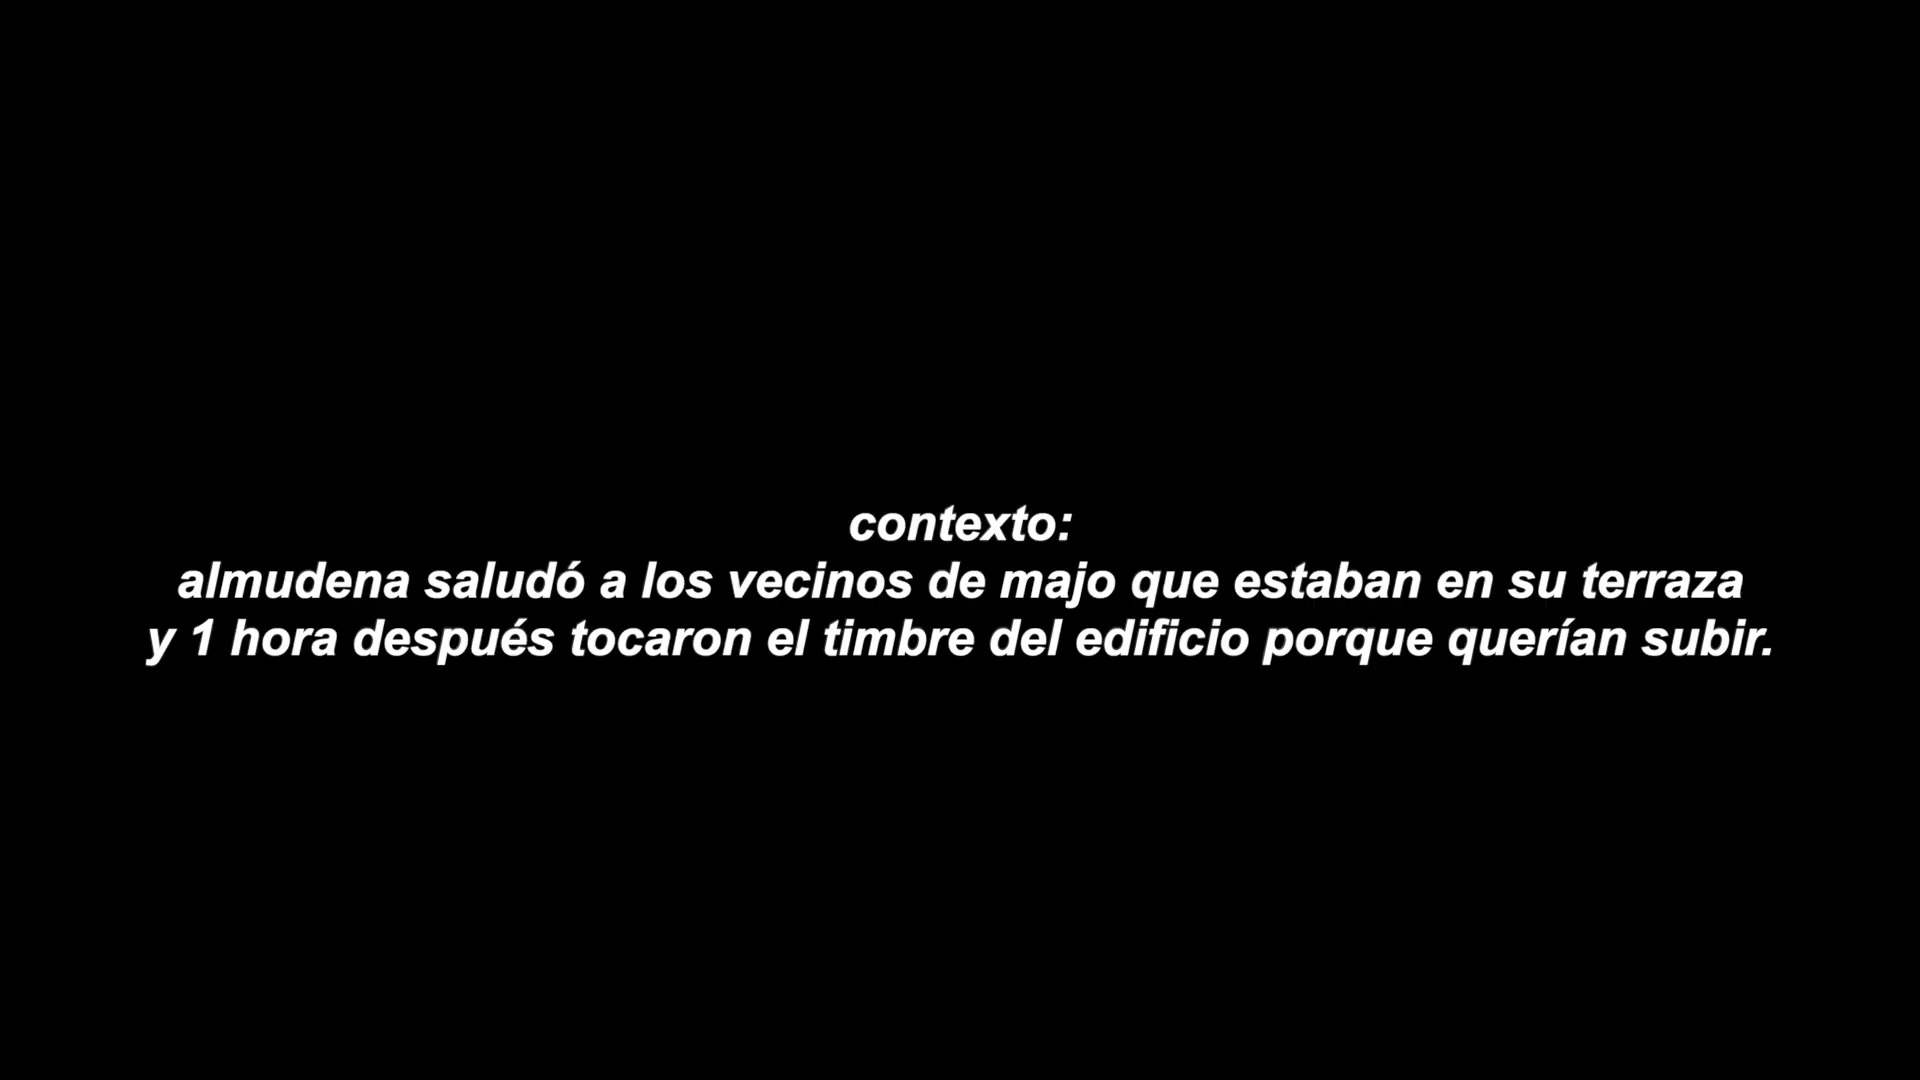 contexto:
almudena saludó a los vecinos de majo que estaban en su terraza
y 1 hora después tocaron el timbre del edificio porque querían subir.